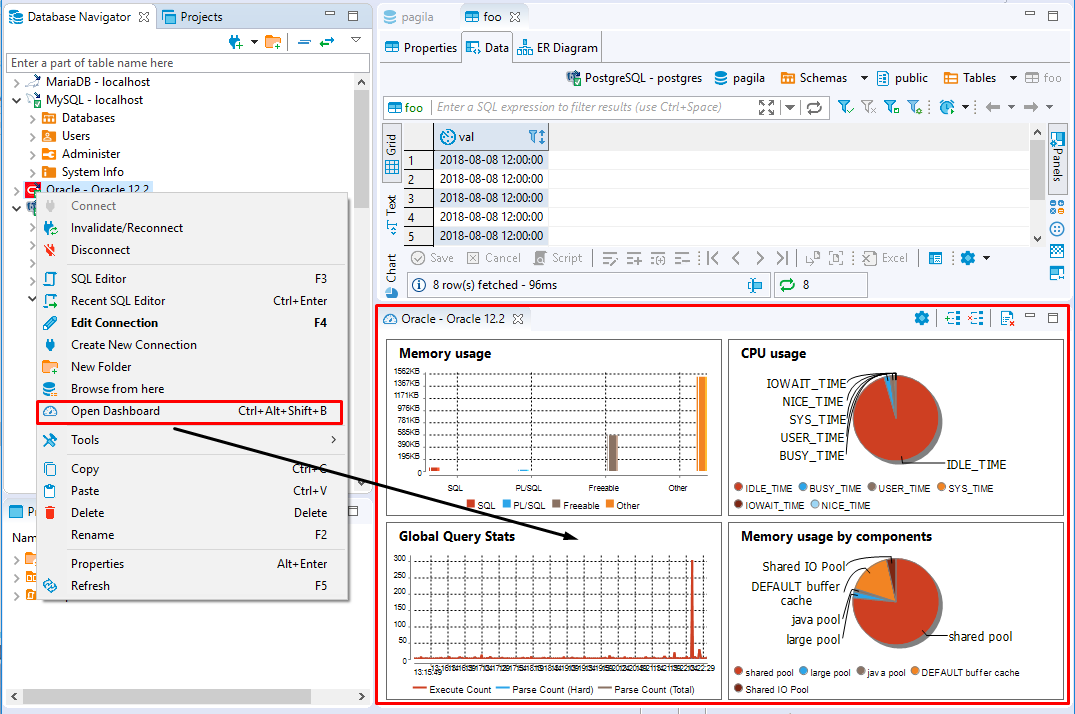 Database Navigator
Projects
Enter a part of table name here
MariaDB - localhost
MySQL - localhost
Databases
Users
Administer
System Info
Oracle - Oracle 12.2
Connect
Invalidate/Reconnect
Disconnect
SQL Editor F3
Recent SQL Editor Ctrl+Enter
Edit Connection F4
Create New Connection
New Folder
Browse from here
Open Dashboard Ctrl+Alt+Shift+B
Tools
Copy Ctrl+C
Paste Ctrl+V
Delete Delete
Rename F2
Properties Alt+Enter
Refresh F5
pagila
foo
Properties
Data
ER Diagram
PostgreSQL - postgres
pagila
Schemas
public
Tables
foo
foo
Enter a SQL expression to filter results (use Ctrl+Space)
Grid
Text
Chart
Panels
val
1 2018-08-08 12:00:00
2 2018-08-08 12:00:00
3 2018-08-08 12:00:00
4 2018-08-08 12:00:00
5 2018-08-08 12:00:00
Save
Cancel
Script
Excel
8 row(s) fetched - 96ms
8
Oracle - Oracle 12.2
Memory usage
1562KB
1367KB
1171KB
976KB
781KB
585KB
390KB
195KB
0
SQL PL/SQL Freeable Other
SQL PL/SQL Freeable Other
CPU usage
IOWAIT_TIME
NICE_TIME
SYS_TIME
USER_TIME
BUSY_TIME
IDLE_TIME
IDLE_TIME BUSY_TIME USER_TIME SYS_TIME
IOWAIT_TIME NICE_TIME
Global Query Stats
300
250
200
150
100
50
0
13:15:49
Execute Count Parse Count (Hard) Parse Count (Total)
Memory usage by components
Shared IO Pool
DEFAULT buffer
cache
java pool
large pool
shared pool
shared pool large pool java pool DEFAULT buffer cache
Shared IO Pool